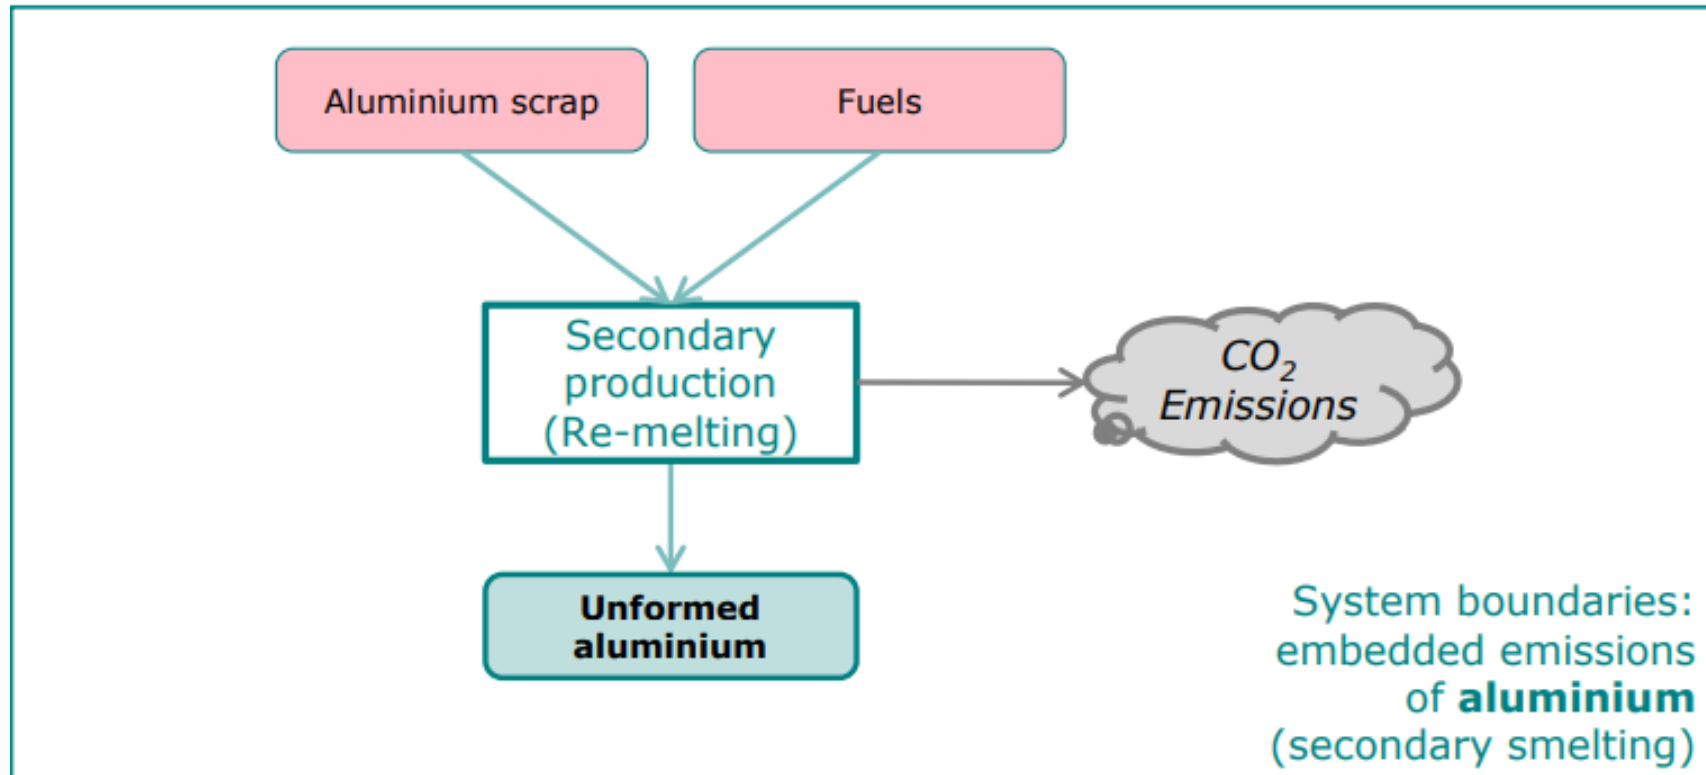 Aluminium scrap
Fuels
Secondary
production
(Re-melting)
CO₂
Emissions
Unformed
aluminium
System boundaries:
embedded emissions
of aluminium
(secondary smelting)